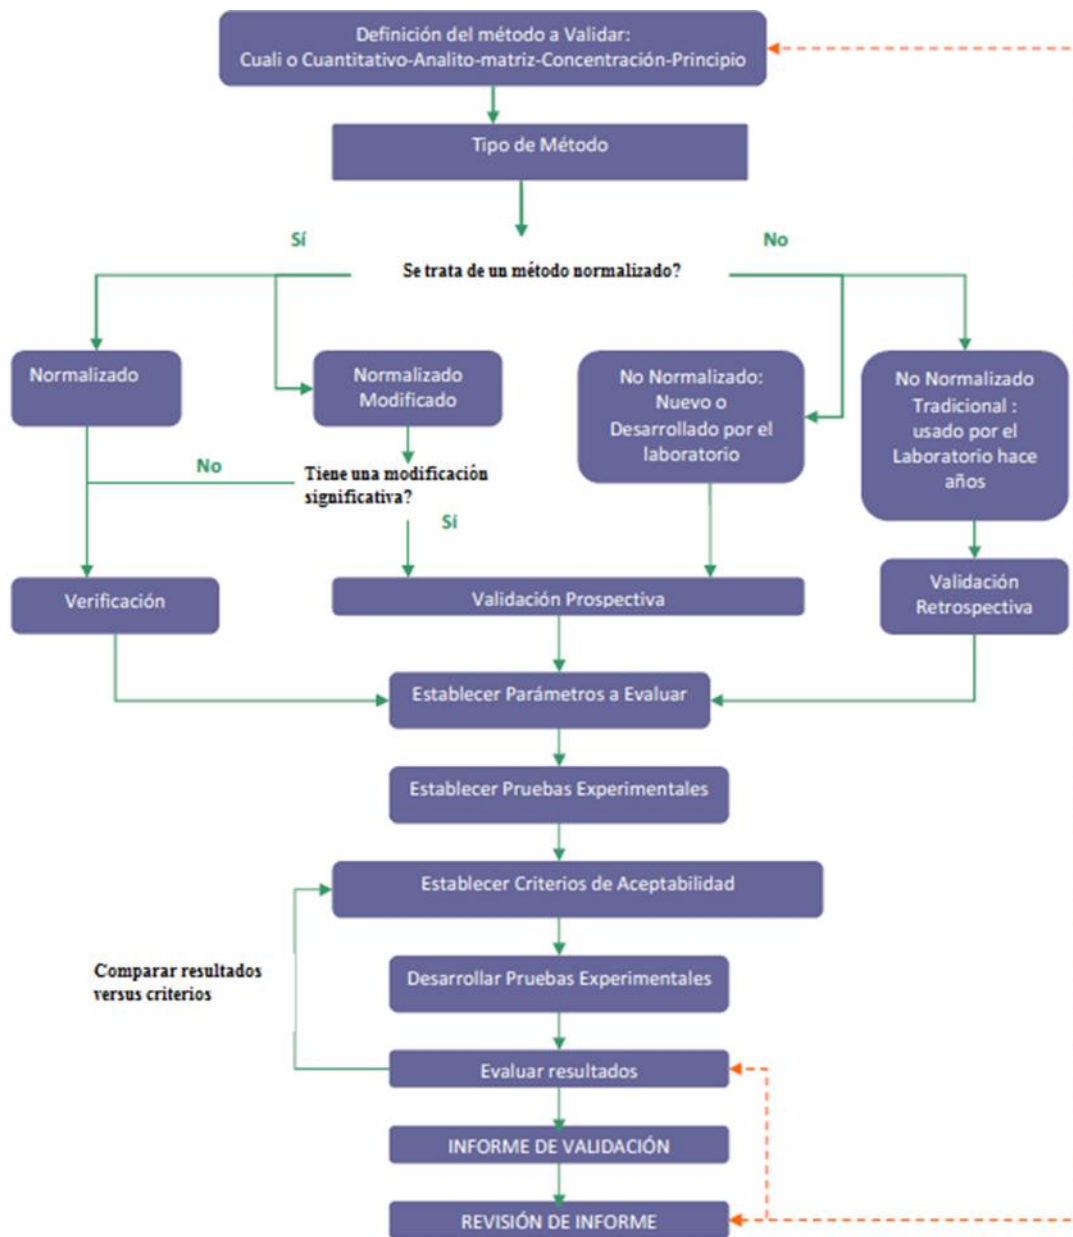 Definición del método a Validar:
Cuali o Cuantitativo-Analito-matriz-Concentración-Principio
Tipo de Método
Sí
No
Se trata de un método normalizado?
Normalizado
Normalizado
Modificado
No Normalizado:
Nuevo o
Desarrollado por el
laboratorio
No Normalizado
Tradicional :
usado por el
Laboratorio hace
años
No
Tiene una modificación
significativa?
Sí
Verificación
Validación Prospectiva
Validación
Retrospectiva
Establecer Parámetros a Evaluar
Establecer Pruebas Experimentales
Establecer Criterios de Aceptabilidad
Comparar resultados
versus criterios
Desarrollar Pruebas Experimentales
Evaluar resultados
INFORME DE VALIDACIÓN
REVISIÓN DE INFORME